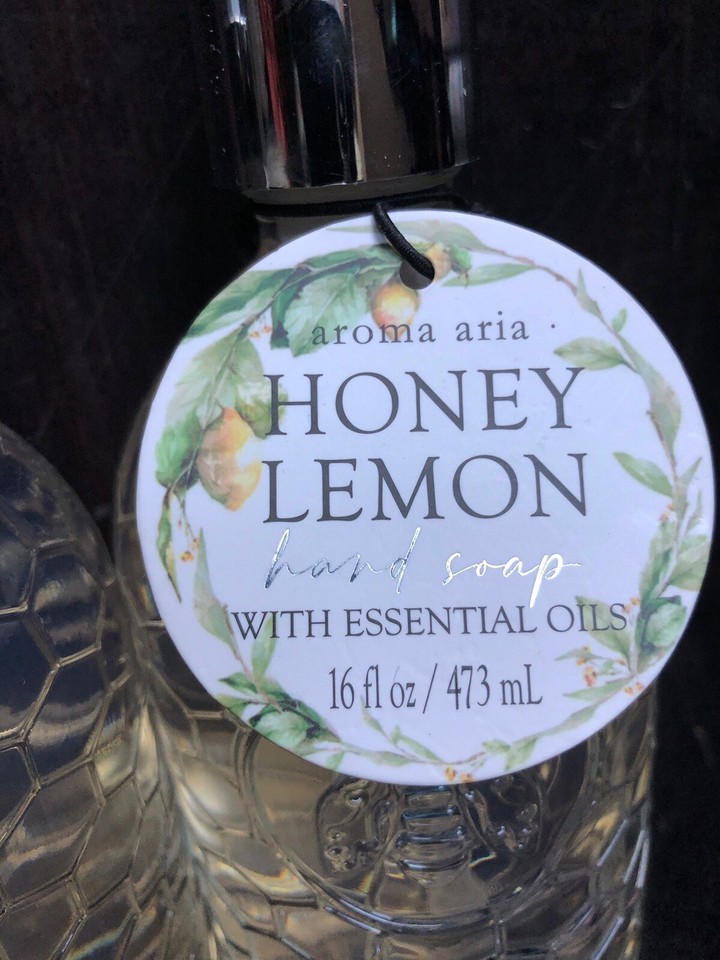 · aroma aria ·
HONEY
LEMON
hand soap
WITH ESSENTIAL OILS
16 fl oz / 473 mL